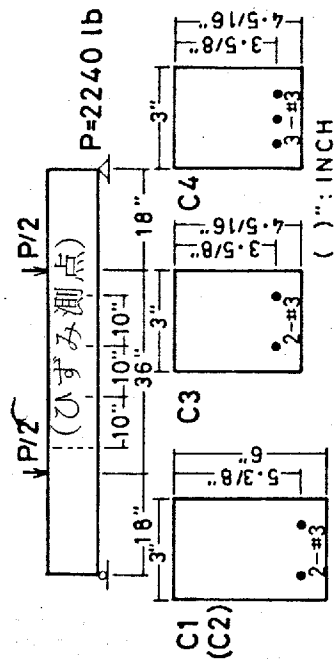 P/2
P/2
(ひずみ測点)
P=2240 lb
10"
10"
10"
18"
36"
18"
3"
5・3/8"
6"
2-#3
C1
(C2)
3"
3・5/8"
4・5/16"
2-#3
C3
3"
3・5/8"
4・5/16"
3-#3
C4
( )": INCH